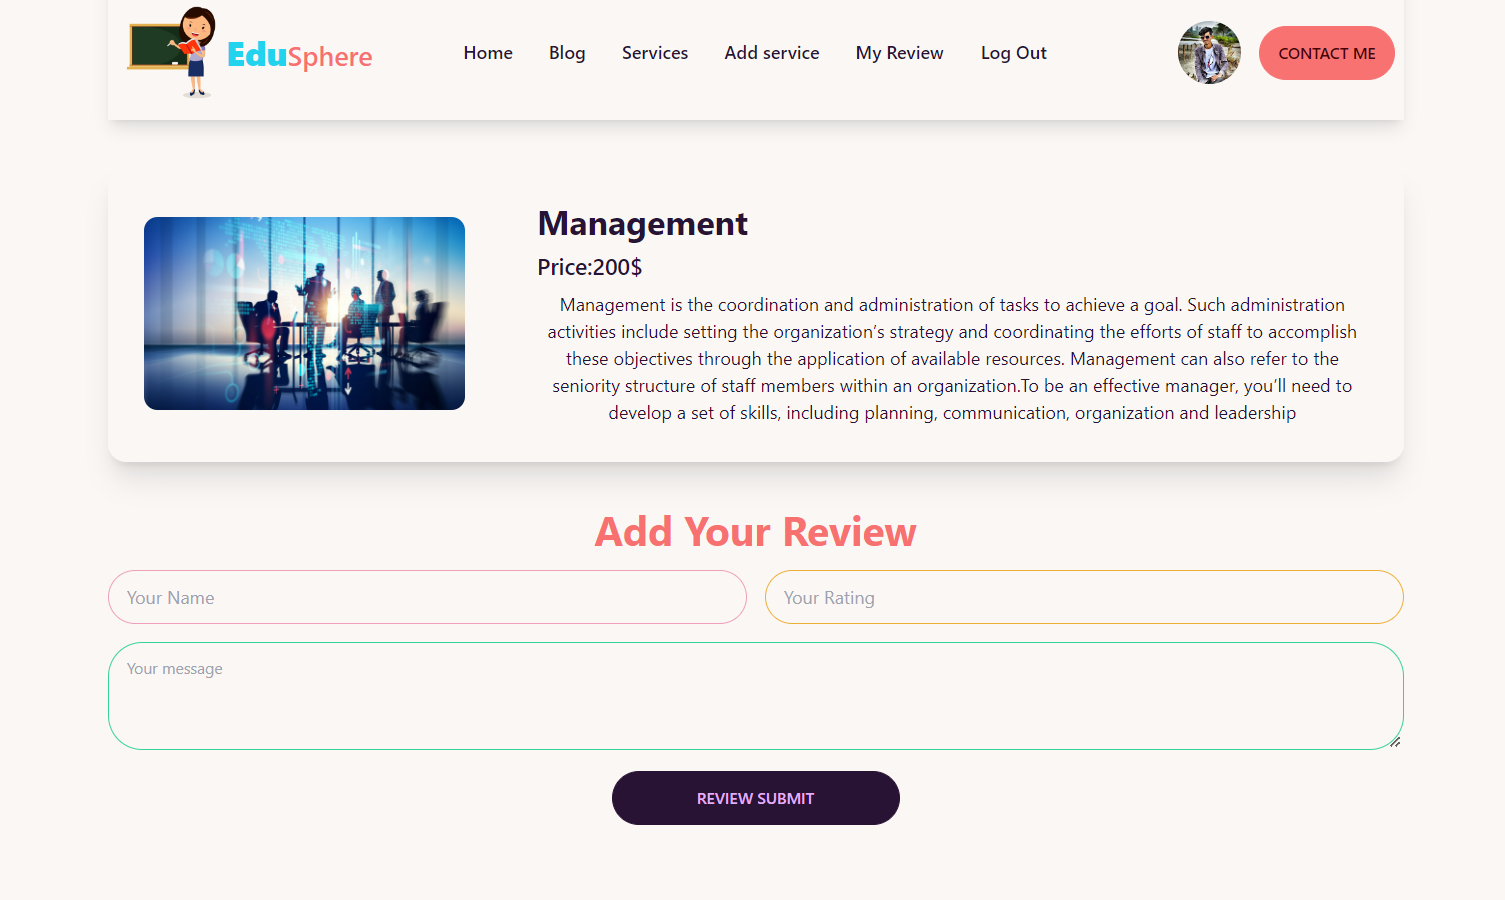 EduSphere
Home Blog Services Add service My Review Log Out
CONTACT ME
Management
Price:200$
Management is the coordination and administration of tasks to achieve a goal. Such administration
activities include setting the organization’s strategy and coordinating the efforts of staff to accomplish
these objectives through the application of available resources. Management can also refer to the
seniority structure of staff members within an organization.To be an effective manager, you’ll need to
develop a set of skills, including planning, communication, organization and leadership
Add Your Review
Your Name
Your Rating
Your message
REVIEW SUBMIT